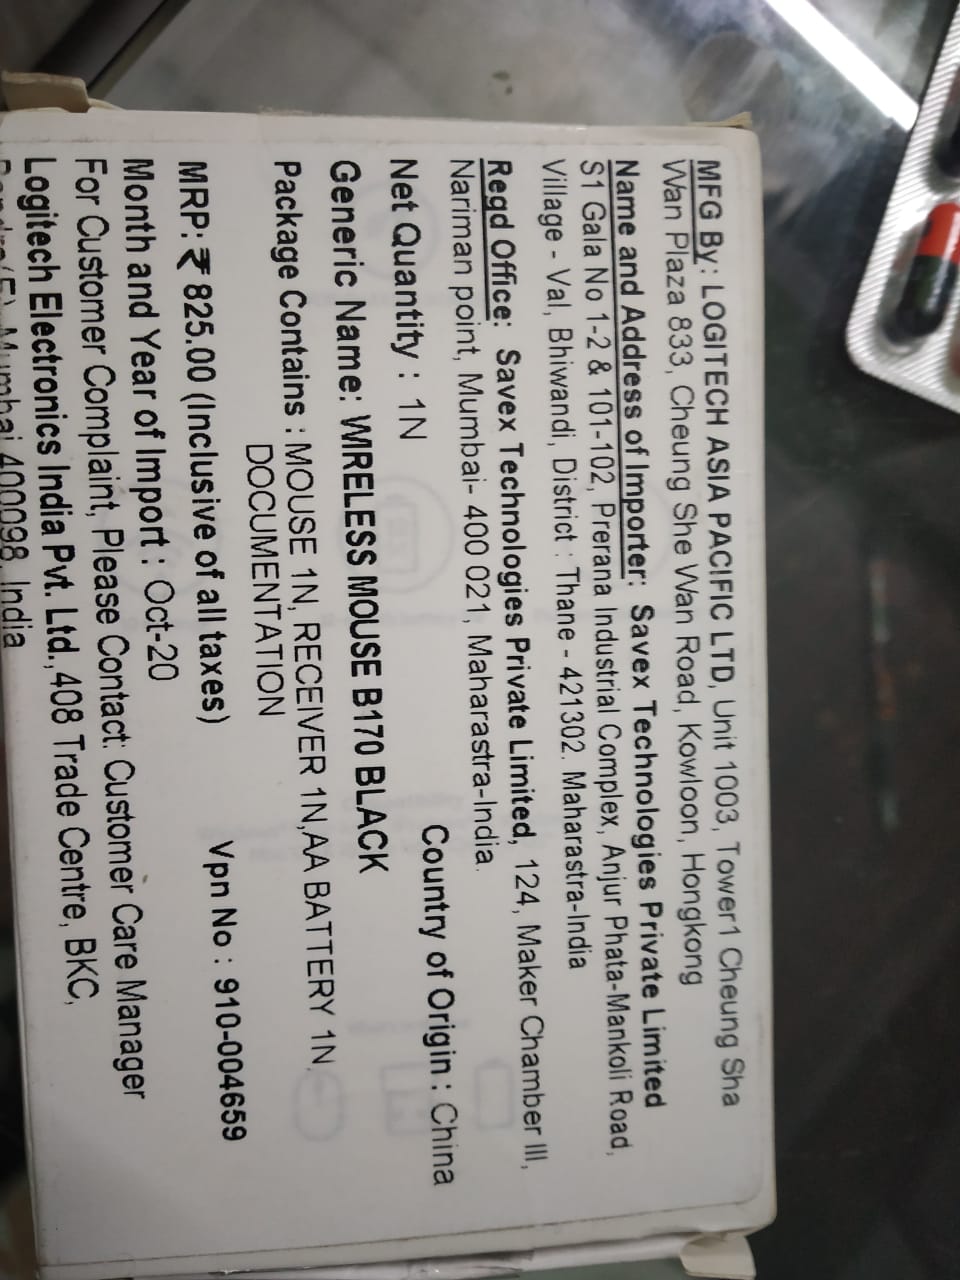 MFG By: LOGITECH ASIA PACIFIC LTD, Unit 1003, Tower1 Cheung Sha
Wan Plaza 833, Cheung She Wan Road, Kowloon, Hongkong
Name and Address of Importer: Savex Technologies Private Limited
S1 Gala No 1-2 & 101-102, Prerana Industrial Complex, Anjur Phata-Mankoli Road,
Village - Val, Bhiwandi, District : Thane - 421302. Maharastra-India
Regd Office: Savex Technologies Private Limited, 124, Maker Chamber III,
Nariman point, Mumbai- 400 021, Maharastra-India.
Country of Origin : China
Net Quantity : 1N
Generic Name: WIRELESS MOUSE B170 BLACK
Package Contains : MOUSE 1N, RECEIVER 1N,AA BATTERY 1N
DOCUMENTATION
MRP: ₹ 825.00 (Inclusive of all taxes) Vpn No : 910-004659
Month and Year of Import : Oct-20
For Customer Complaint, Please Contact: Customer Care Manager
Logitech Electronics India Pvt. Ltd., 408 Trade Centre, BKC,
Mumbai 400098, India